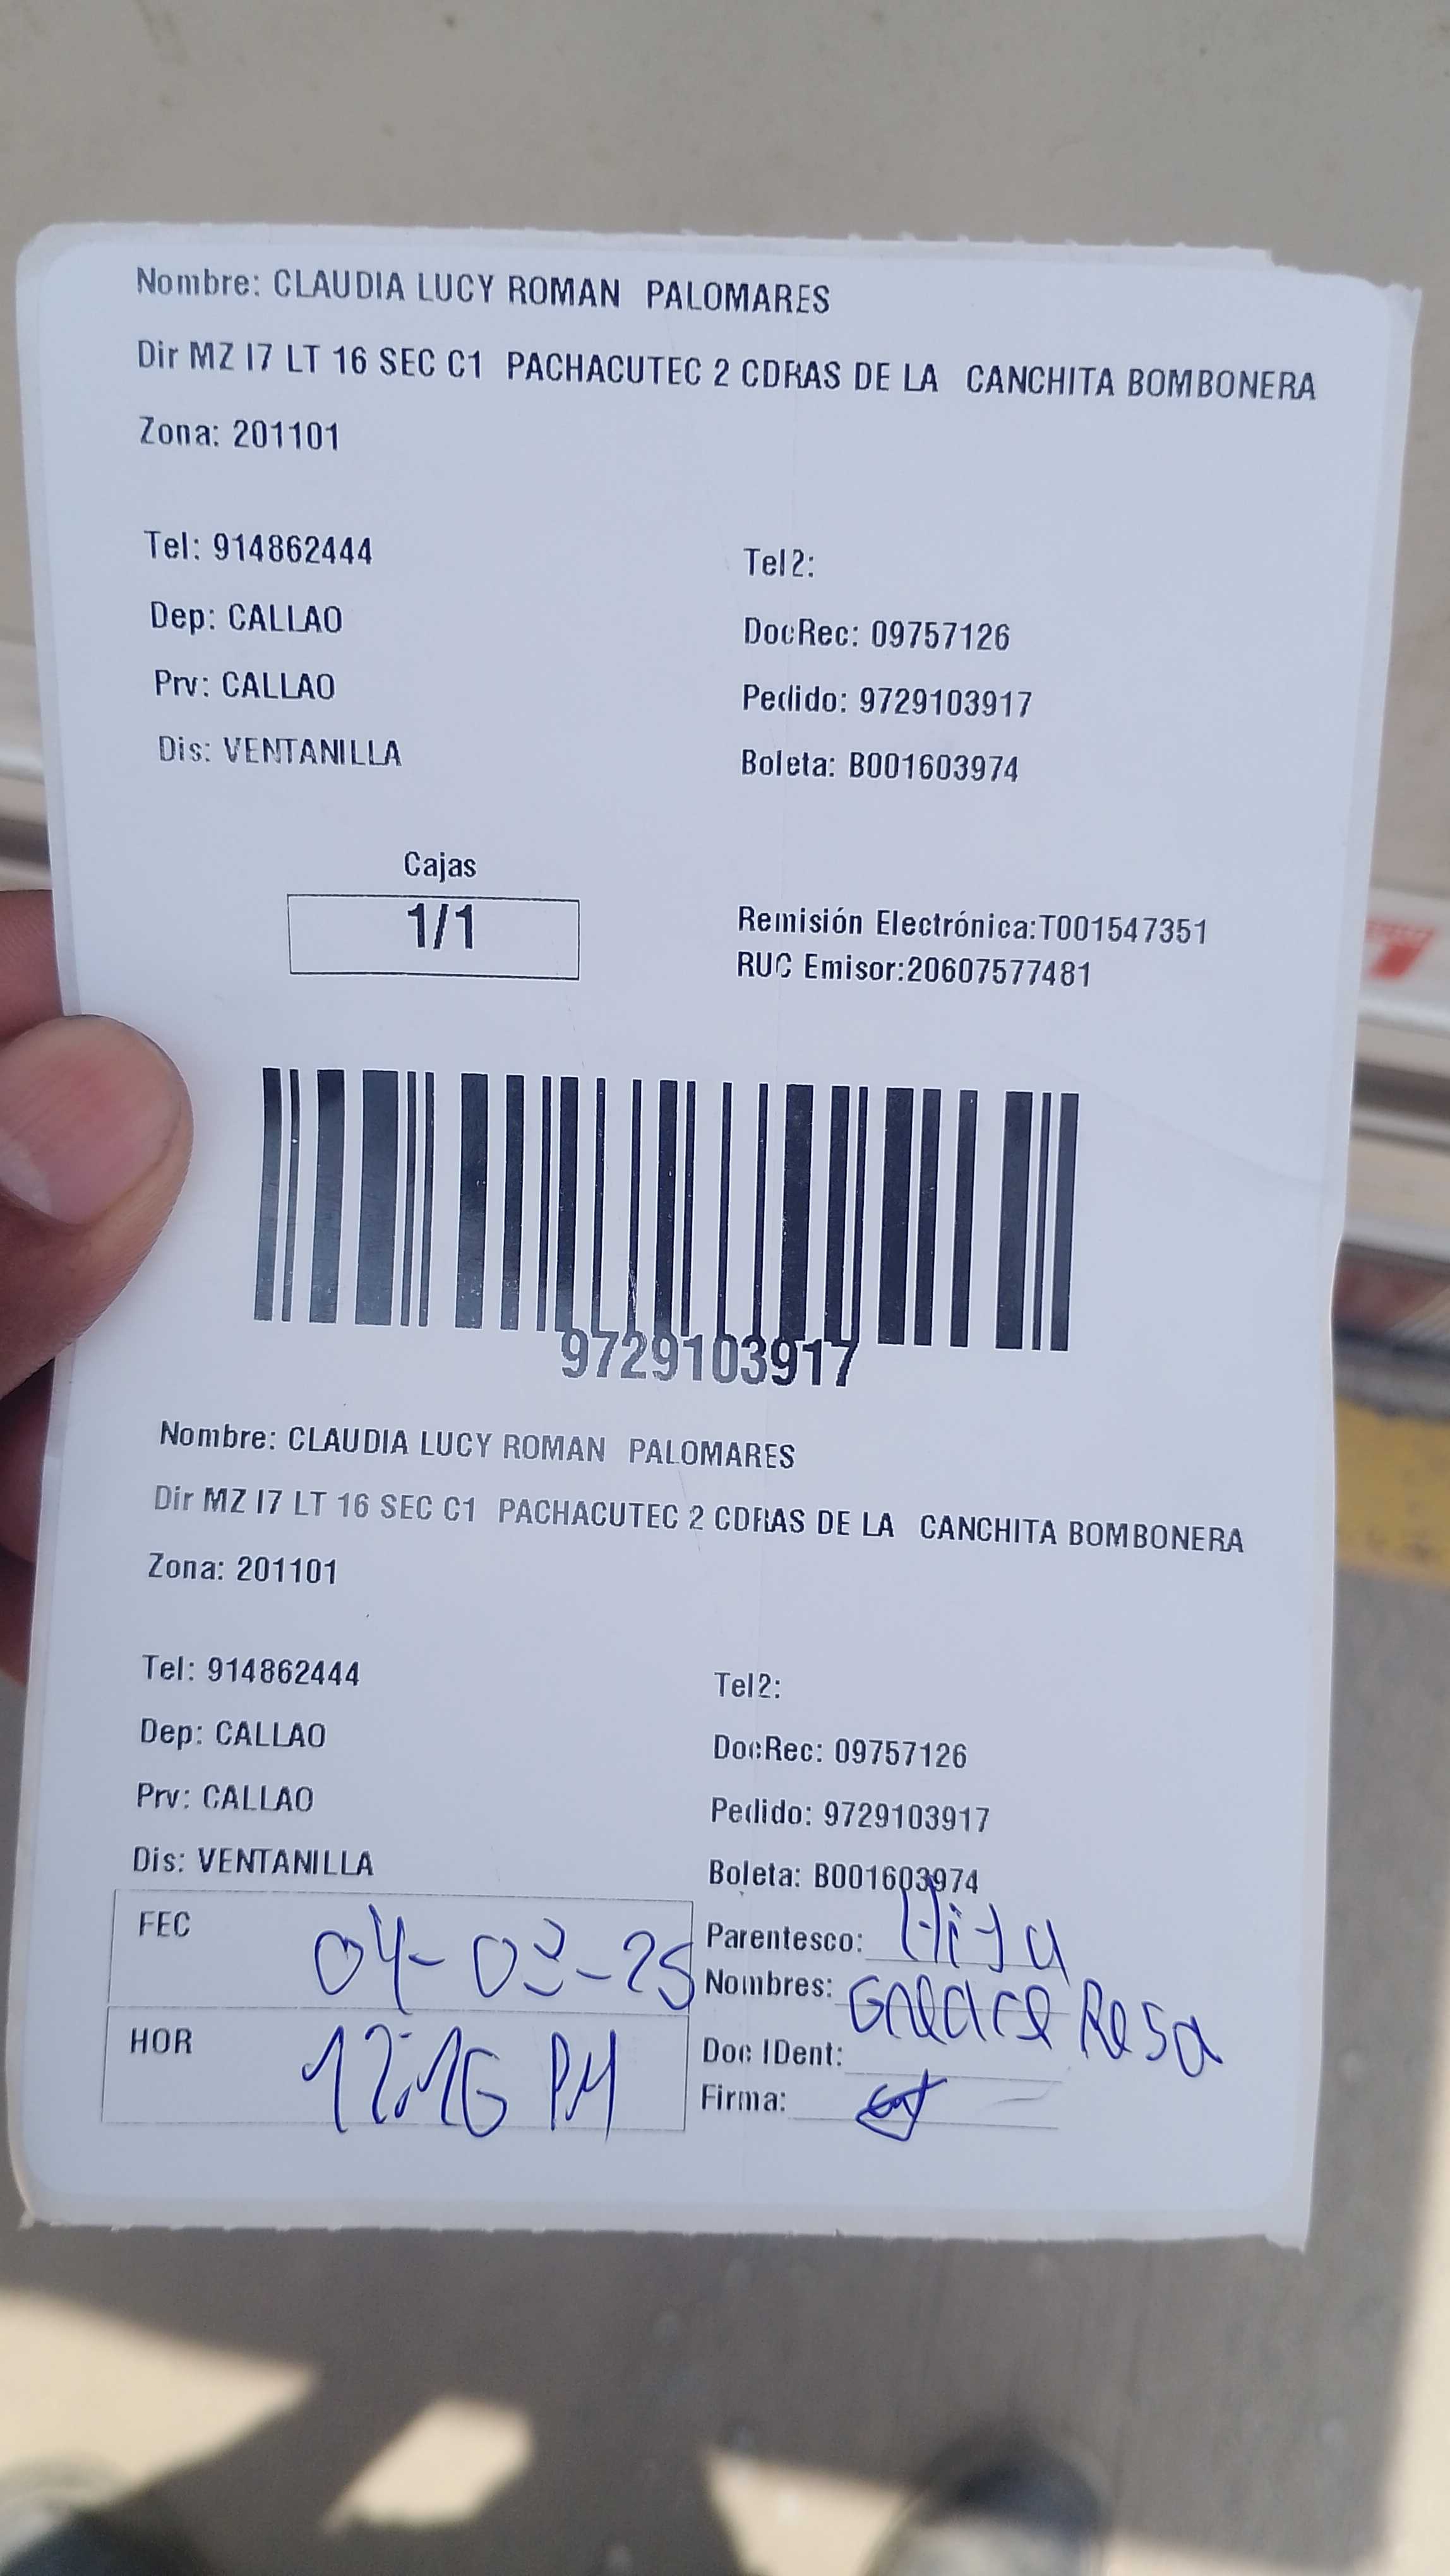 Nombre: CLAUDIA LUCY ROMAN PALOMARES
Dir MZ I7 LT 16 SEC C1 PACHACUTEC 2 CDRAS DE LA CANCHITA BOMBONERA
Zona: 201101
Tel: 914862444
Tel2:
Dep: CALLAO
DocRec: 09757126
Prv: CALLAO
Pedido: 9729103917
Dis: VENTANILLA
Boleta: B001603974
Cajas
1/1
Remisión Electrónica:T001547351
RUC Emisor:20607577481
9729103917
Nombre: CLAUDIA LUCY ROMAN PALOMARES
Dir MZ I7 LT 16 SEC C1 PACHACUTEC 2 CDRAS DE LA CANCHITA BOMBONERA
Zona: 201101
Tel: 914862444
Tel2:
Dep: CALLAO
DocRec: 09757126
Prv: CALLAO
Pedido: 9729103917
Dis: VENTANILLA
Boleta: B001603974
FEC 04-03-25
Parentesco: Hija
Nombres:
HOR 12:16 PM
Doc IDent:
Firma: